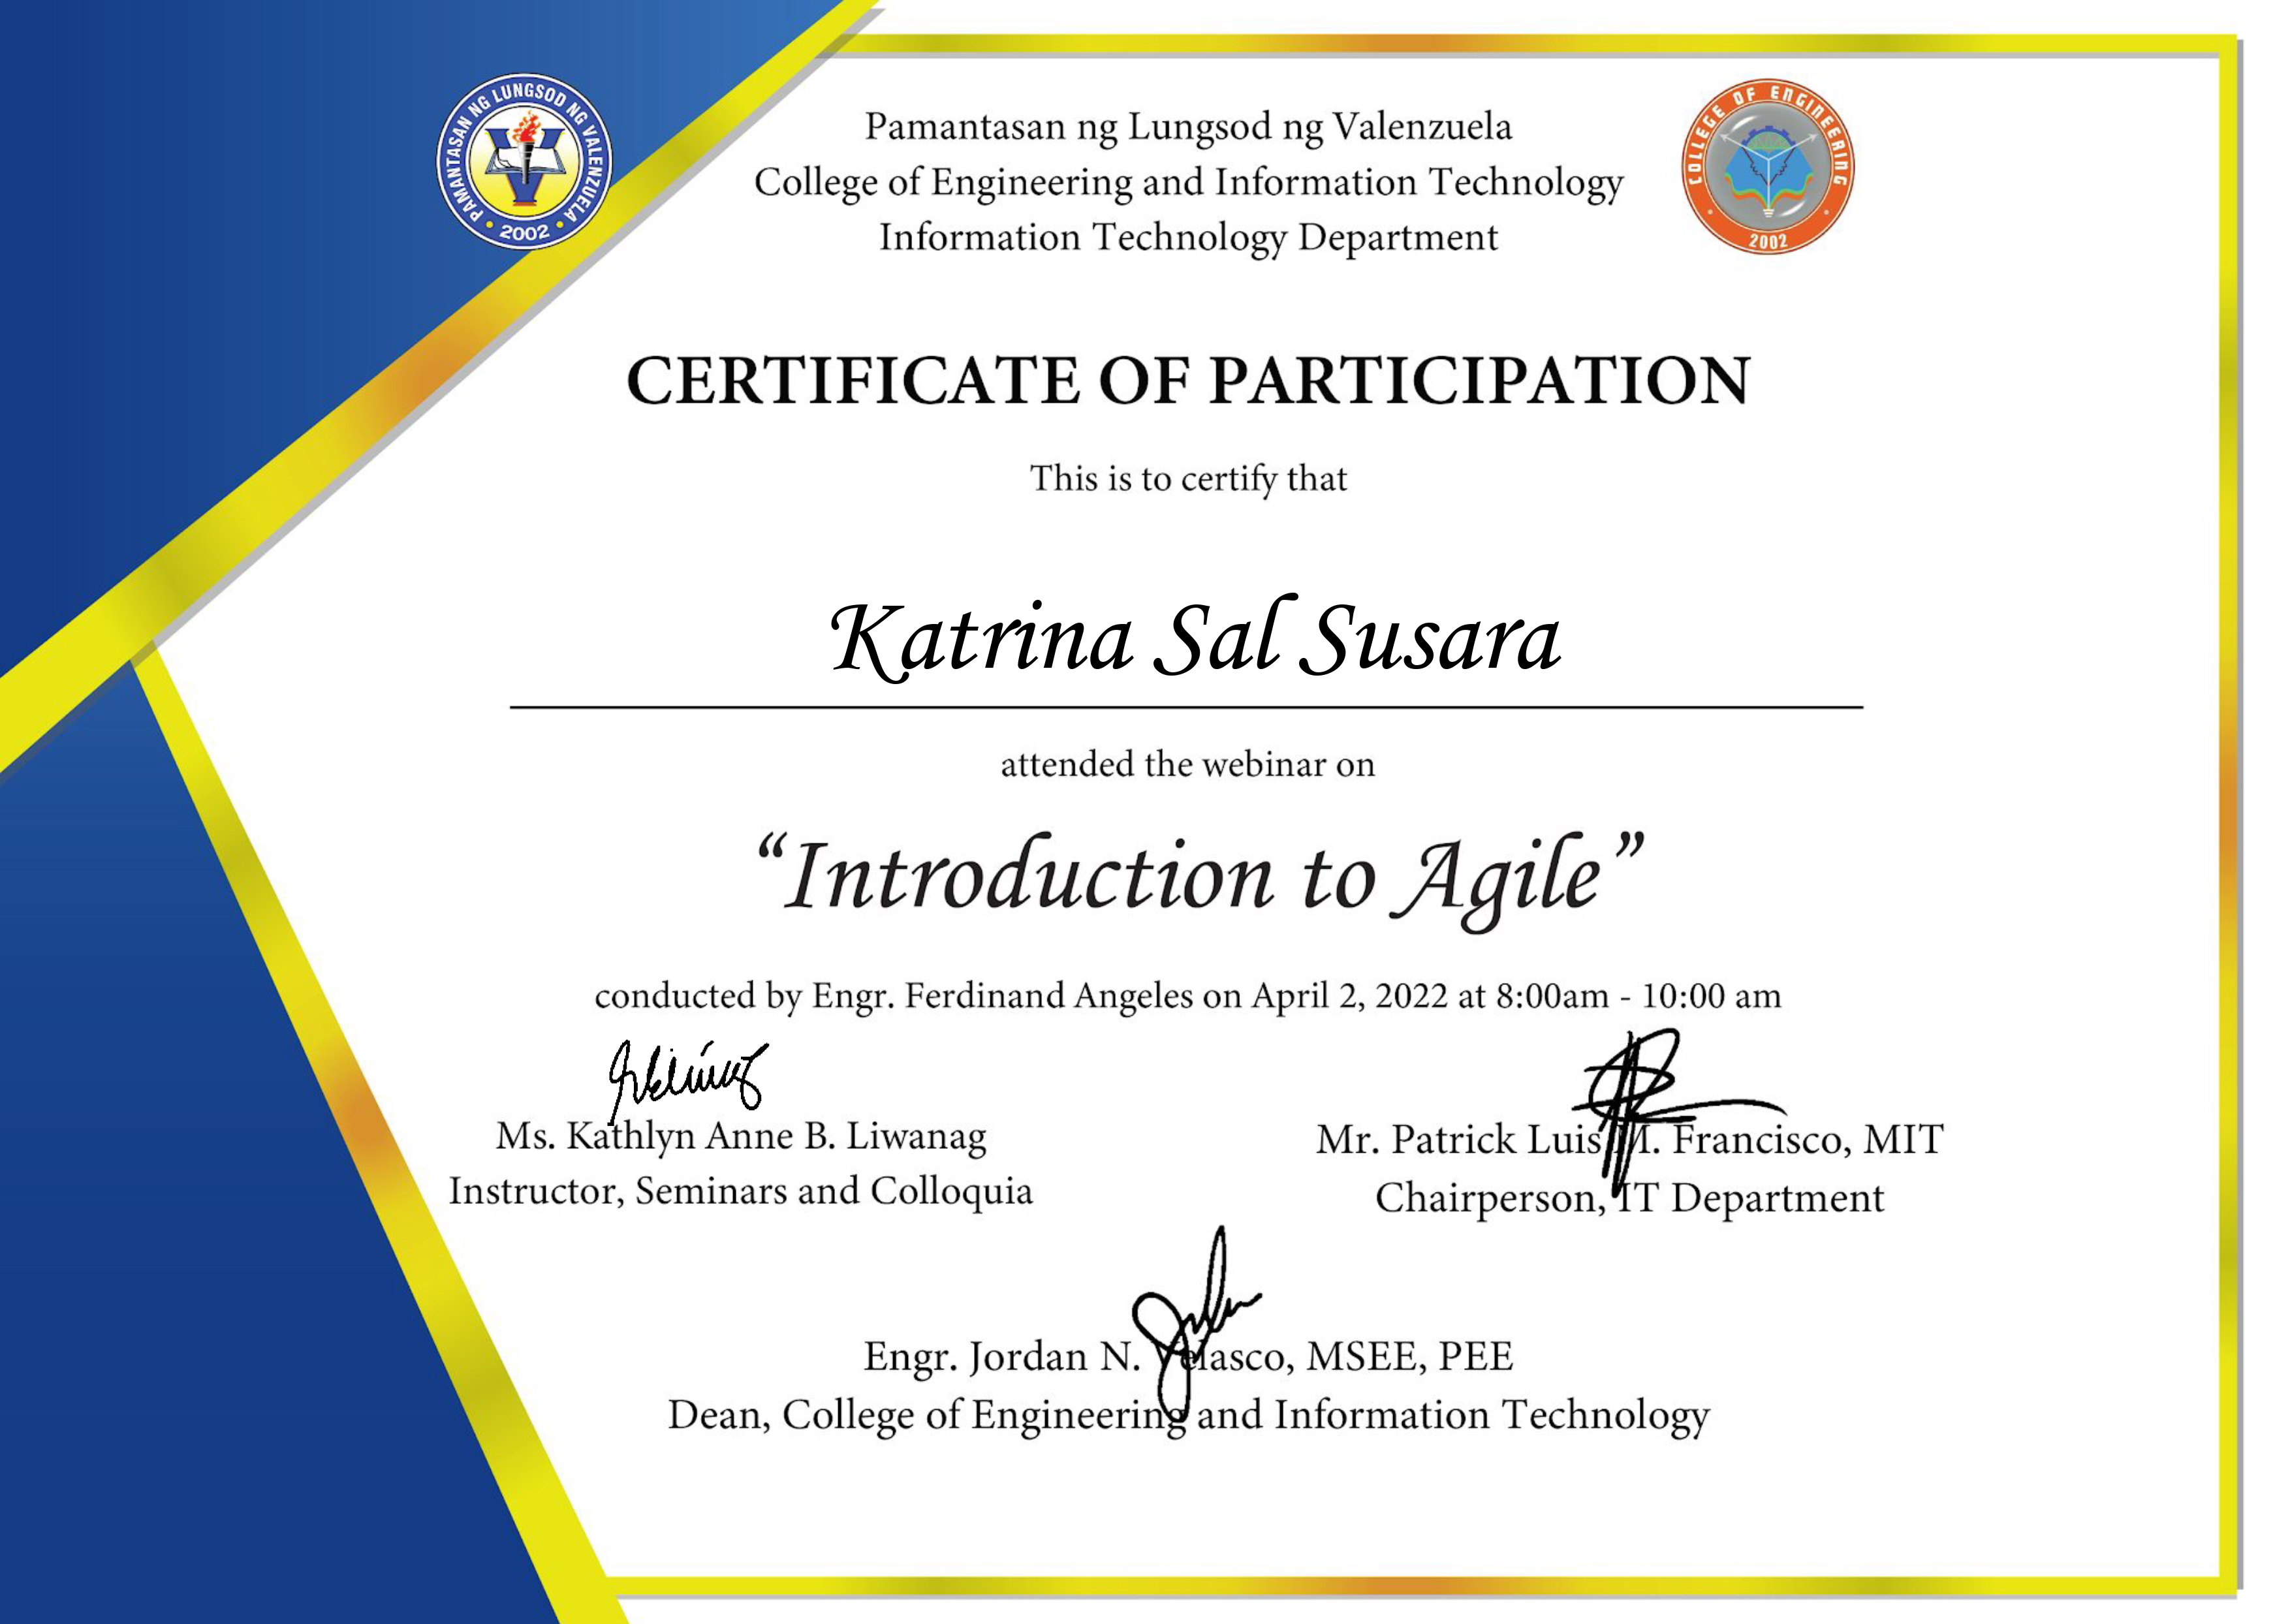 PAMANTASAN NG LUNGSOD NG VALENZUELA
2002
COLLEGE OF ENGINEERING
2002
Pamantasan ng Lungsod ng Valenzuela
College of Engineering and Information Technology
Information Technology Department
CERTIFICATE OF PARTICIPATION
This is to certify that
Katrina Sal Susara
attended the webinar on
“Introduction to Agile”
conducted by Engr. Ferdinand Angeles on April 2, 2022 at 8:00am - 10:00 am
Ms. Kathlyn Anne B. Liwanag
Instructor, Seminars and Colloquia
Mr. Patrick Luis M. Francisco, MIT
Chairperson, IT Department
Engr. Jordan N. Velasco, MSEE, PEE
Dean, College of Engineering and Information Technology